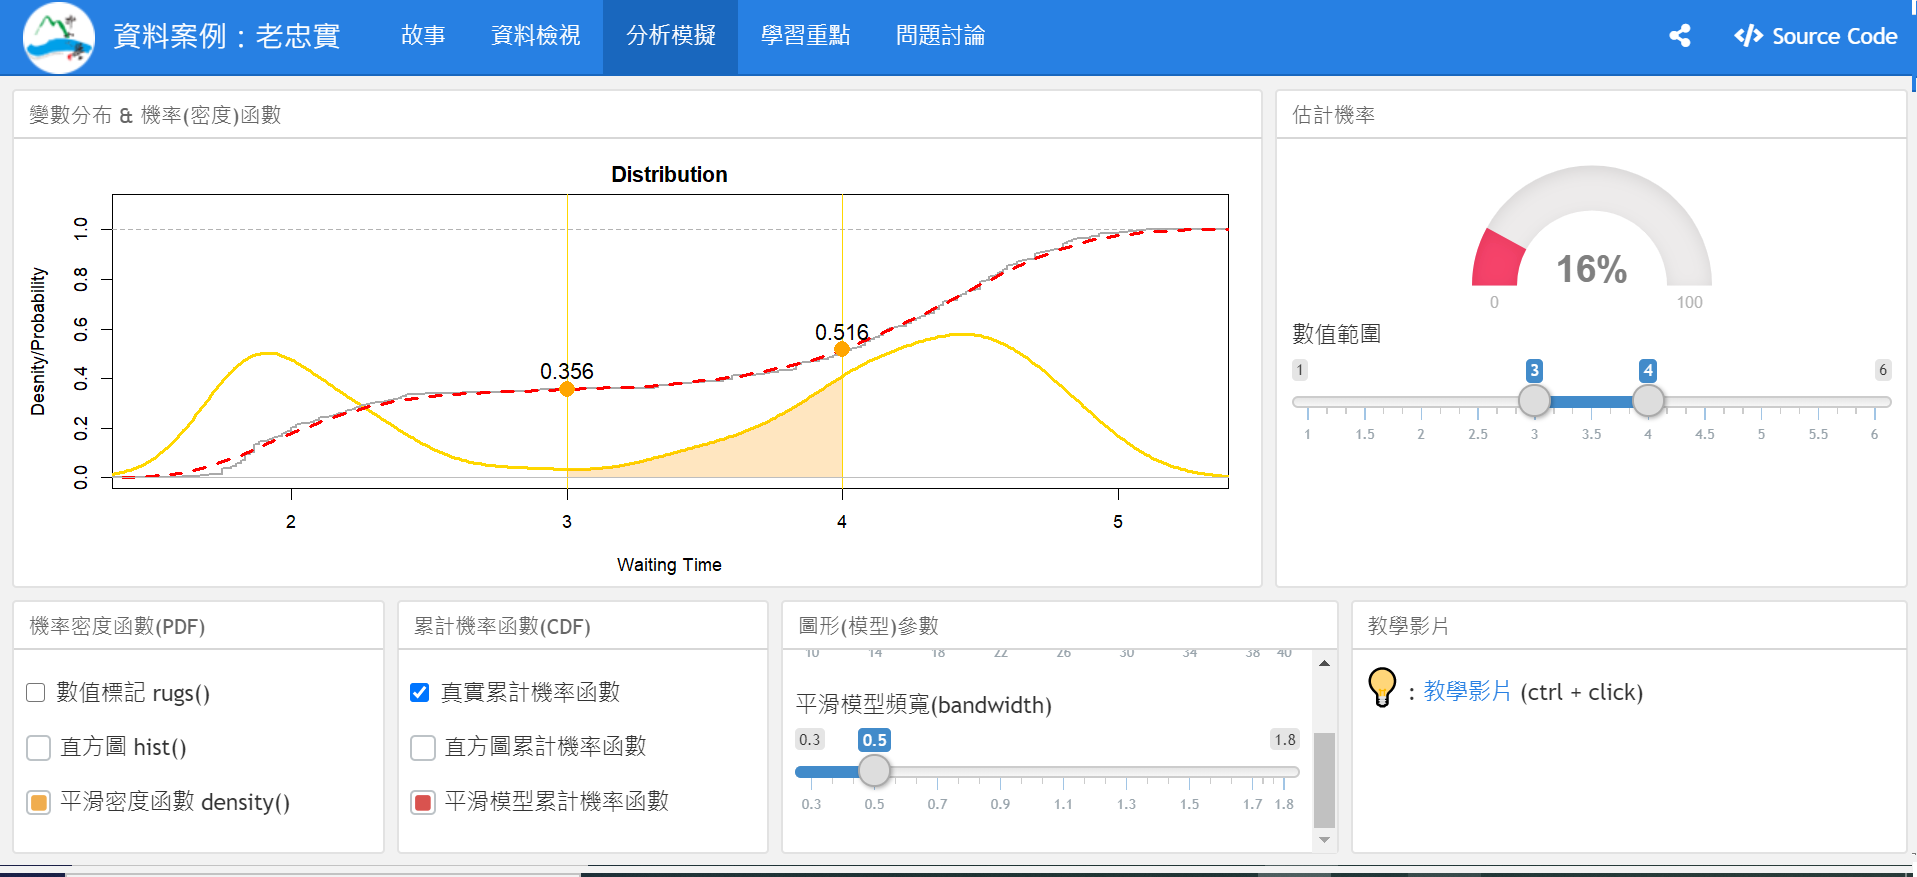 資料案例：老忠實
故事
資料檢視
分析模擬
學習重點
問題討論
Source Code
變數分布 & 機率(密度)函數
Distribution
Desnity/Probability
1.0
0.8
0.6
0.4
0.2
0.0
0.356
0.516
2 3 4 5
Waiting Time
估計機率
16%
0 100
數值範圍
1 3 4 6
1 1.5 2 2.5 3 3.5 4 4.5 5 5.5 6
機率密度函數(PDF)
數值標記 rugs()
直方圖 hist()
平滑密度函數 density()
累計機率函數(CDF)
真實累計機率函數
直方圖累計機率函數
平滑模型累計機率函數
圖形(模型)參數
10 14 18 22 26 30 34 38 40
平滑模型頻寬(bandwidth)
0.3 0.5 1.8
0.3 0.5 0.7 0.9 1.1 1.3 1.5 1.7 1.8
教學影片
: 教學影片 (ctrl + click)